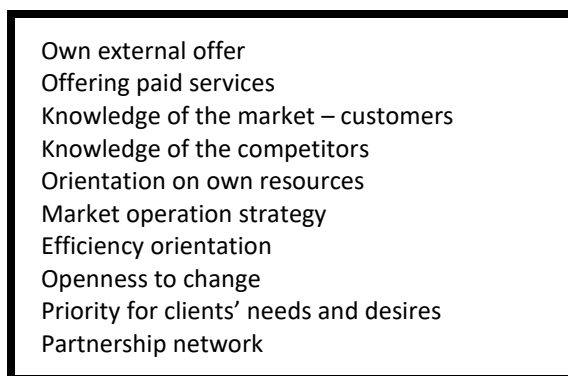 Own external offer
Offering paid services
Knowledge of the market – customers
Knowledge of the competitors
Orientation on own resources
Market operation strategy
Efficiency orientation
Openness to change
Priority for clients’ needs and desires
Partnership network